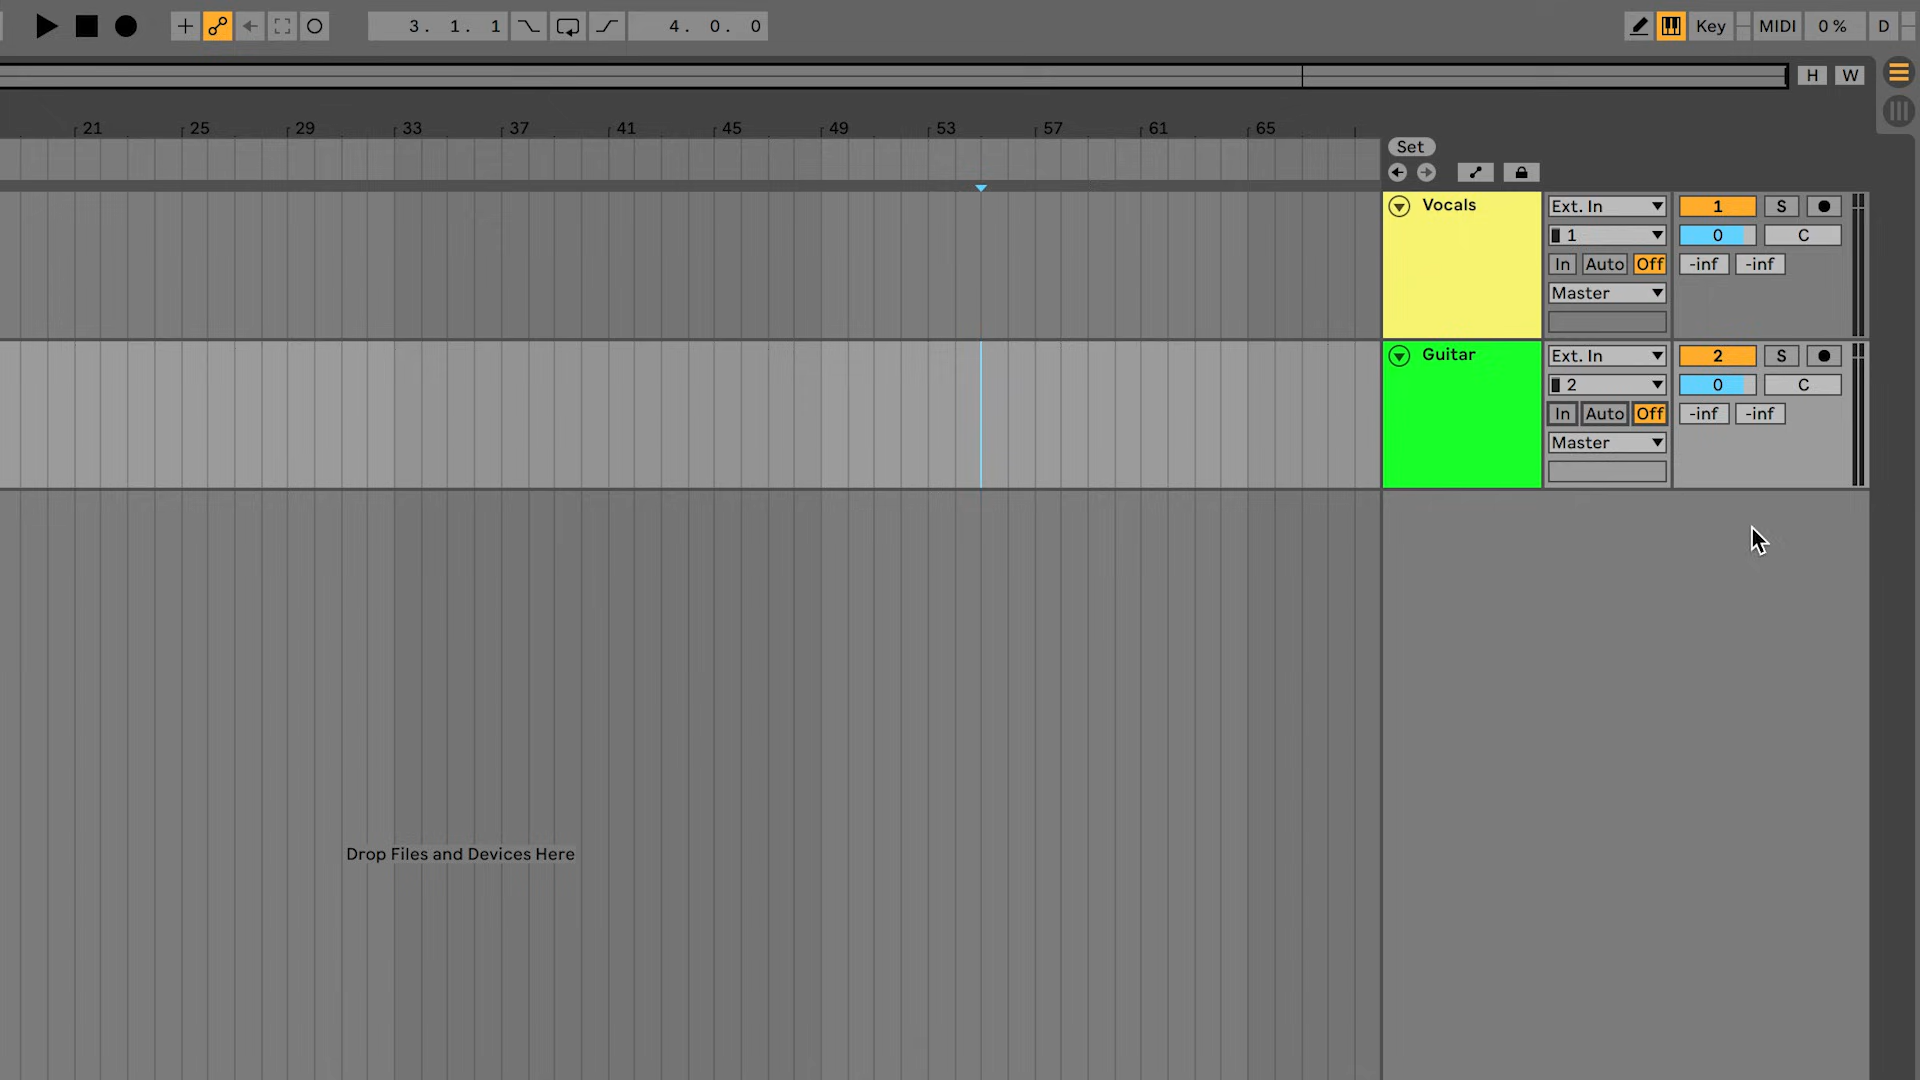 3. 1. 1 4. 0. 0 Key MIDI 0 % D
H W
21 25 29 33 37 41 45 49 53 57 61 65
Set
Vocals Ext. In 1 S
1 0 C
In Auto Off -inf -inf
Master
Guitar Ext. In 2 S
2 0 C
In Auto Off -inf -inf
Master
Drop Files and Devices Here